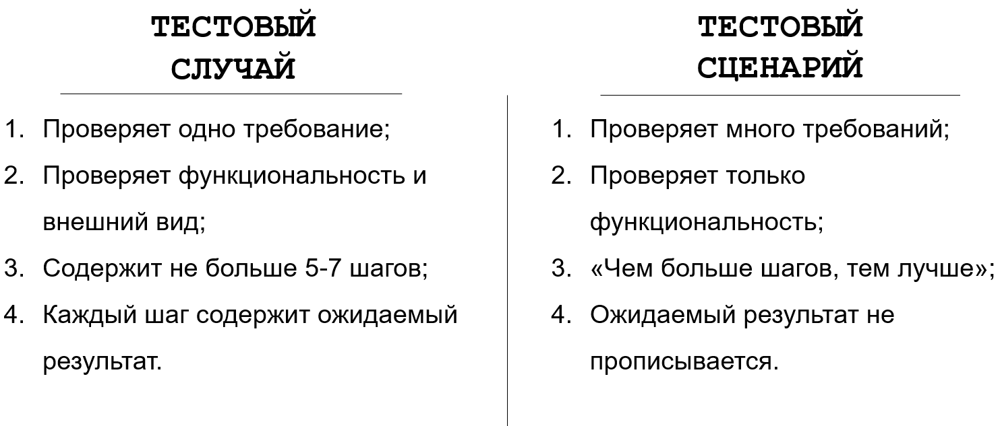 ТЕСТОВЫЙ
СЛУЧАЙ
1. Проверяет одно требование;
2. Проверяет функциональность и
внешний вид;
3. Содержит не больше 5-7 шагов;
4. Каждый шаг содержит ожидаемый
результат.
ТЕСТОВЫЙ
СЦЕНАРИЙ
1. Проверяет много требований;
2. Проверяет только
функциональность;
3. «Чем больше шагов, тем лучше»;
4. Ожидаемый результат не
прописывается.